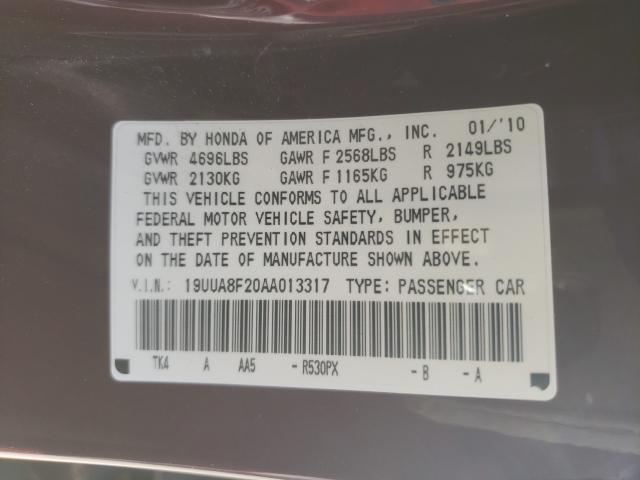 MFD. BY HONDA OF AMERICA MFG., INC. 01/'10
GVWR 4696LBS GAWR F 2568LBS R 2149LBS
GVWR 2130KG GAWR F 1165KG R 975KG
THIS VEHICLE CONFORMS TO ALL APPLICABLE
FEDERAL MOTOR VEHICLE SAFETY, BUMPER,
AND THEFT PREVENTION STANDARDS IN EFFECT
ON THE DATE OF MANUFACTURE SHOWN ABOVE.
V.I.N.: 19UUA8F20AA013317 TYPE: PASSENGER CAR
TK4 A AA5 - R530PX - B - A